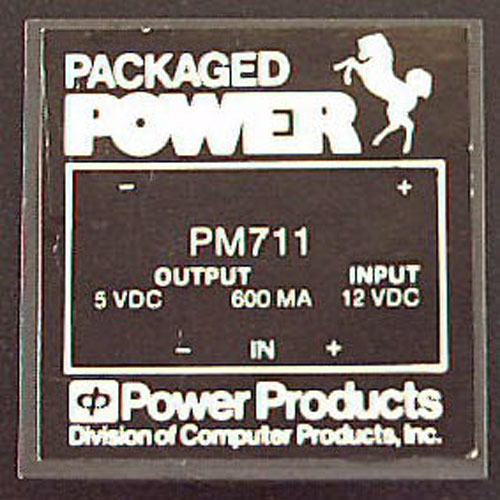 PACKAGED
POWER
- +
PM711
OUTPUT INPUT
5 VDC 600 MA 12 VDC
- IN +
cp Power Products
Division of Computer Products, Inc.